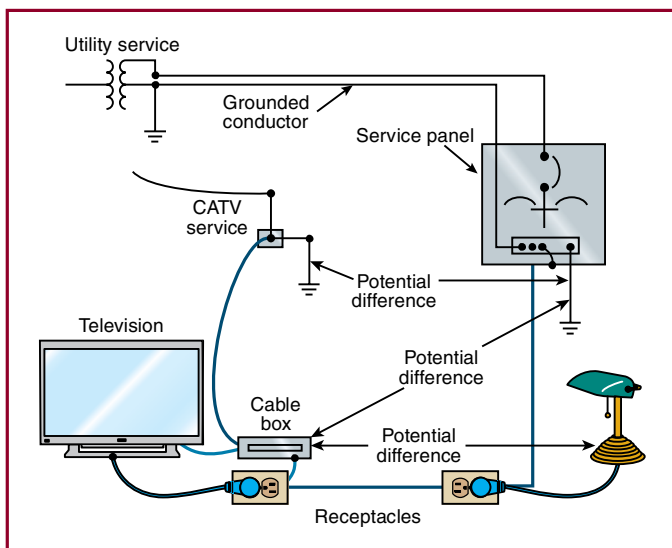 Utility service
Grounded
conductor
Service panel
CATV
service
Potential
difference
Television
Potential
difference
Cable
box
Potential
difference
Receptacles